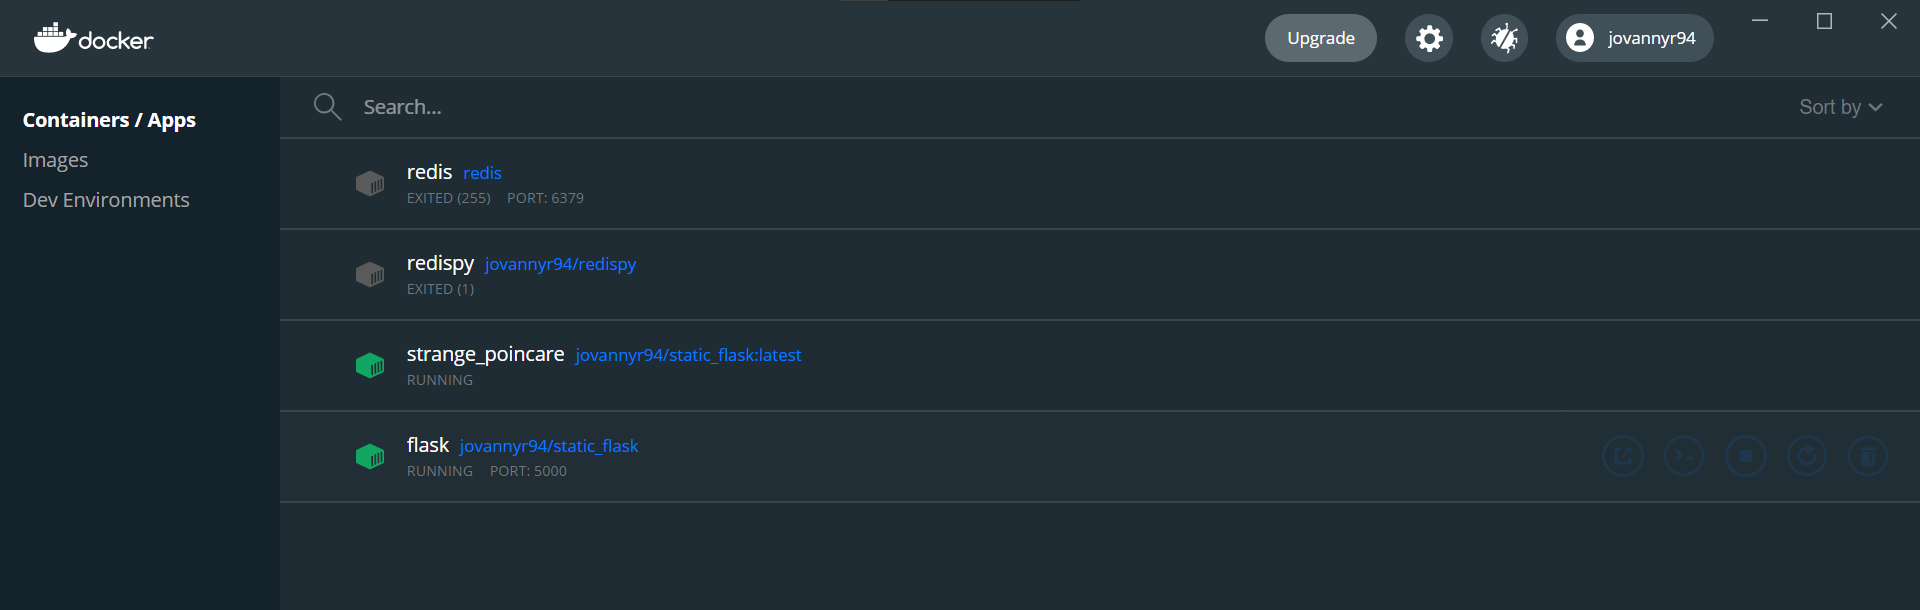 docker
Upgrade
jovannyr94
Containers / Apps
Images
Dev Environments
Search...
Sort by
redis redis
EXITED (255) PORT: 6379
redispy jovannyr94/redispy
EXITED (1)
strange_poincare jovannyr94/static_flask:latest
RUNNING
flask jovannyr94/static_flask
RUNNING PORT: 5000